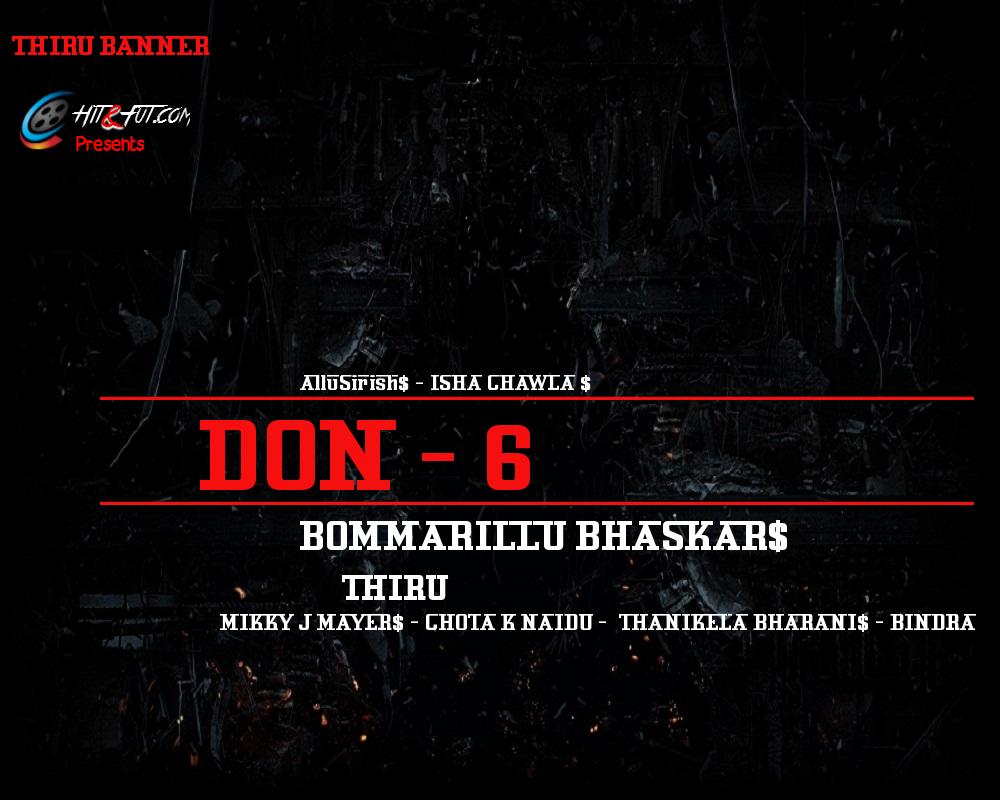 THIRU BANNER
HIT&FUT.COM
Presents
AlluSirish$ - ISHA CHAWLA $
DON - 6
BOMMARILLU BHASKAR$
THIRU
MIKKY J MAYER$ - CHOTA K NAIDU - THANIKELA BHARANI$ - BINDRA